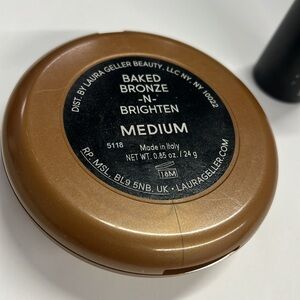 DIST. BY LAURA GELLER BEAUTY, LLC NY, NY 10022
BAKED
BRONZE
-N-
BRIGHTEN
MEDIUM
5118
Made in Italy
NET WT. 0.85 oz. / 24 g
18M
RP. MSL. BL9 5NB. UK • LAURAGELLER.COM